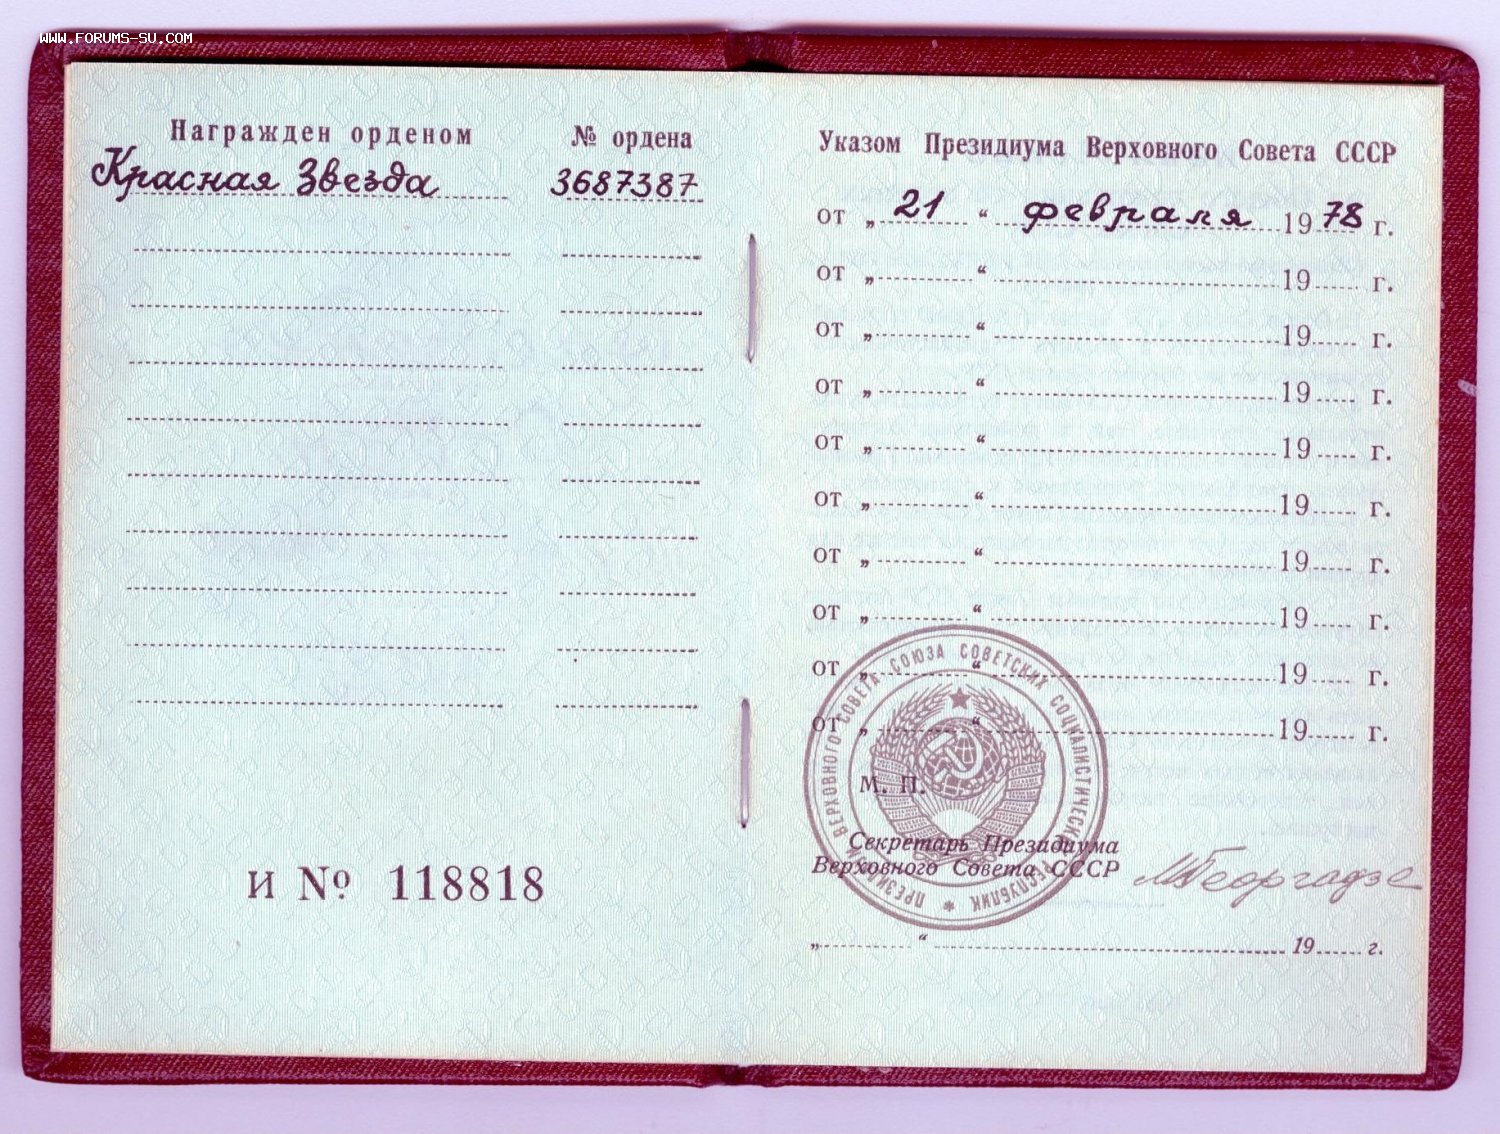 WWW.FORUMS-SU.COM
Награжден орденом № ордена
Красная Звезда 3687387
И № 118818
Указом Президиума Верховного Совета СССР
от „ 21 “ февраля 1978 г.
от „ “ 19 г.
от „ “ 19 г.
от „ “ 19 г.
от „ “ 19 г.
от „ “ 19 г.
от „ “ 19 г.
от „ “ 19 г.
от „ “ 19 г.
от „ “ 19 г.
ПРЕЗИДИУМ ВЕРХОВНОГО СОВЕТА СОЮЗА СОВЕТСКИХ СОЦИАЛИСТИЧЕСКИХ РЕСПУБЛИК *
М. П.
Секретарь Президиума
Верховного Совета СССР МГеоргадзе
„ “ 19 г.